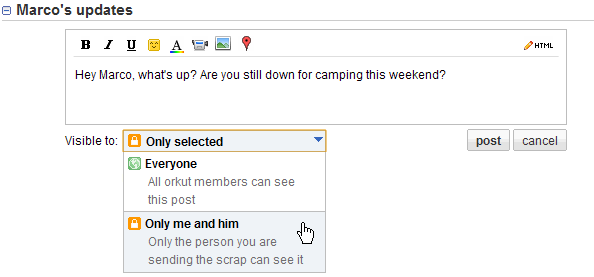 Marco's updates
B I U A HTML
Hey Marco, what's up? Are you still down for camping this weekend?
Visible to: Only selected post cancel
Everyone
All orkut members can see
this post
Only me and him
Only the person you are
sending the scrap can see it